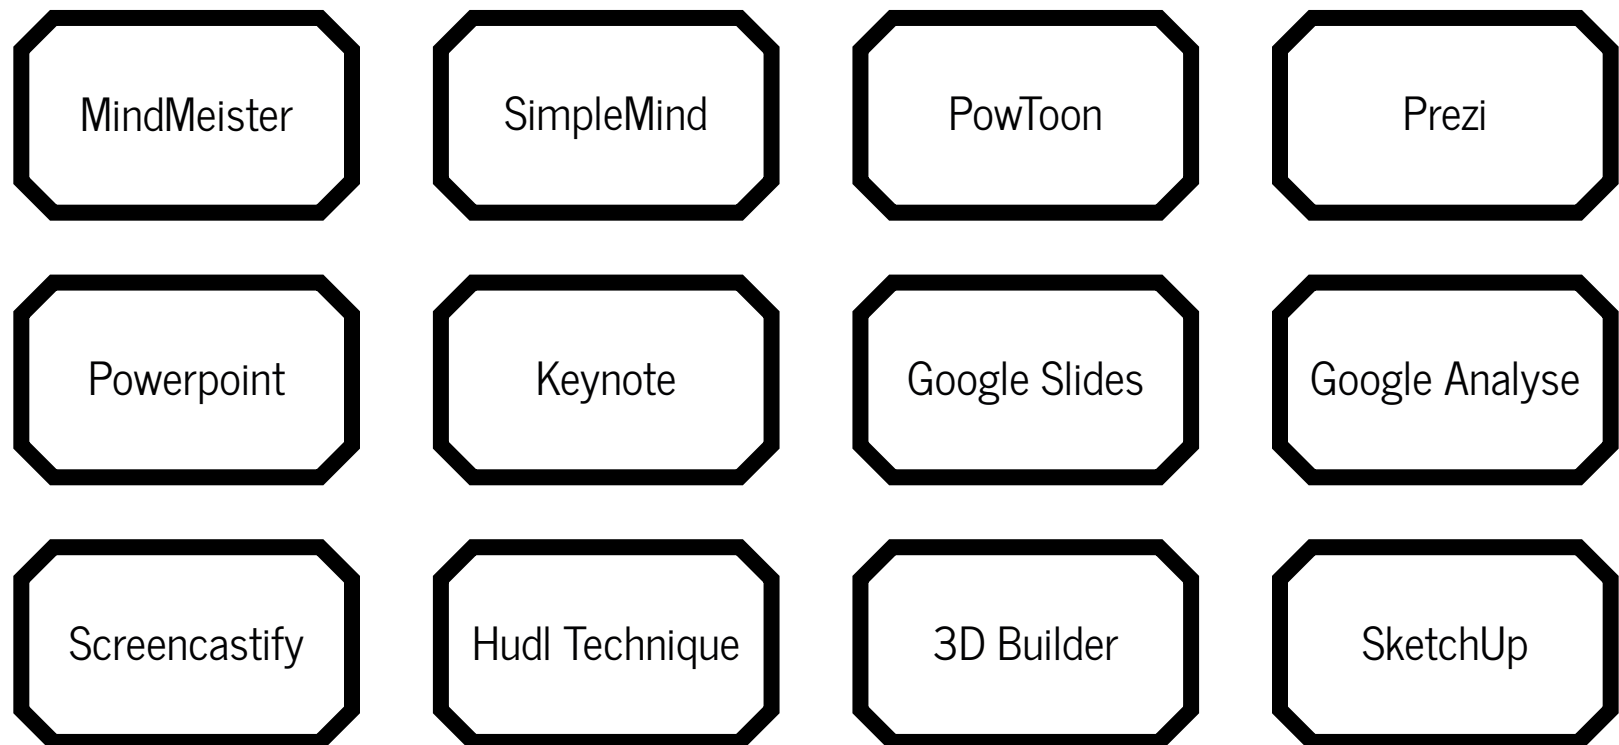 MindMeister
SimpleMind
PowToon
Prezi
Powerpoint
Keynote
Google Slides
Google Analyse
Screencastify
Hudl Technique
3D Builder
SketchUp